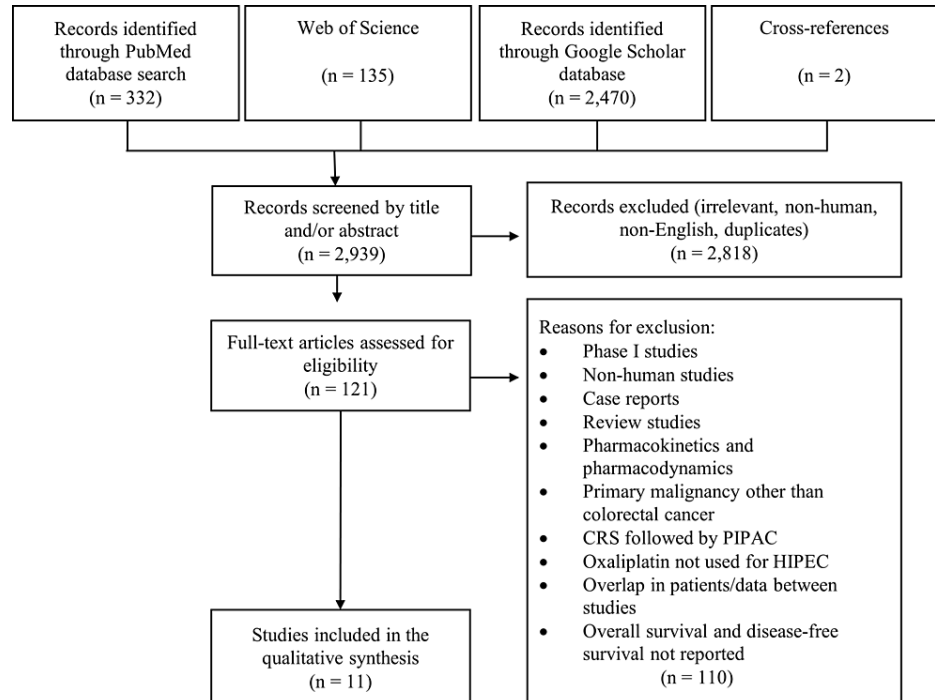 Records identified
through PubMed
database search
(n = 332)
Web of Science
(n = 135)
Records identified
through Google Scholar
database
(n = 2,470)
Cross-references
(n = 2)
Records screened by title
and/or abstract
(n = 2,939)
Records excluded (irrelevant, non-human,
non-English, duplicates)
(n = 2,818)
Full-text articles assessed for
eligibility
(n = 121)
Reasons for exclusion:
• Phase I studies
• Non-human studies
• Case reports
• Review studies
• Pharmacokinetics and
pharmacodynamics
• Primary malignancy other than
colorectal cancer
• CRS followed by PIPAC
• Oxaliplatin not used for HIPEC
• Overlap in patients/data between
studies
• Overall survival and disease-free
survival not reported
(n = 110)
Studies included in the
qualitative synthesis
(n = 11)